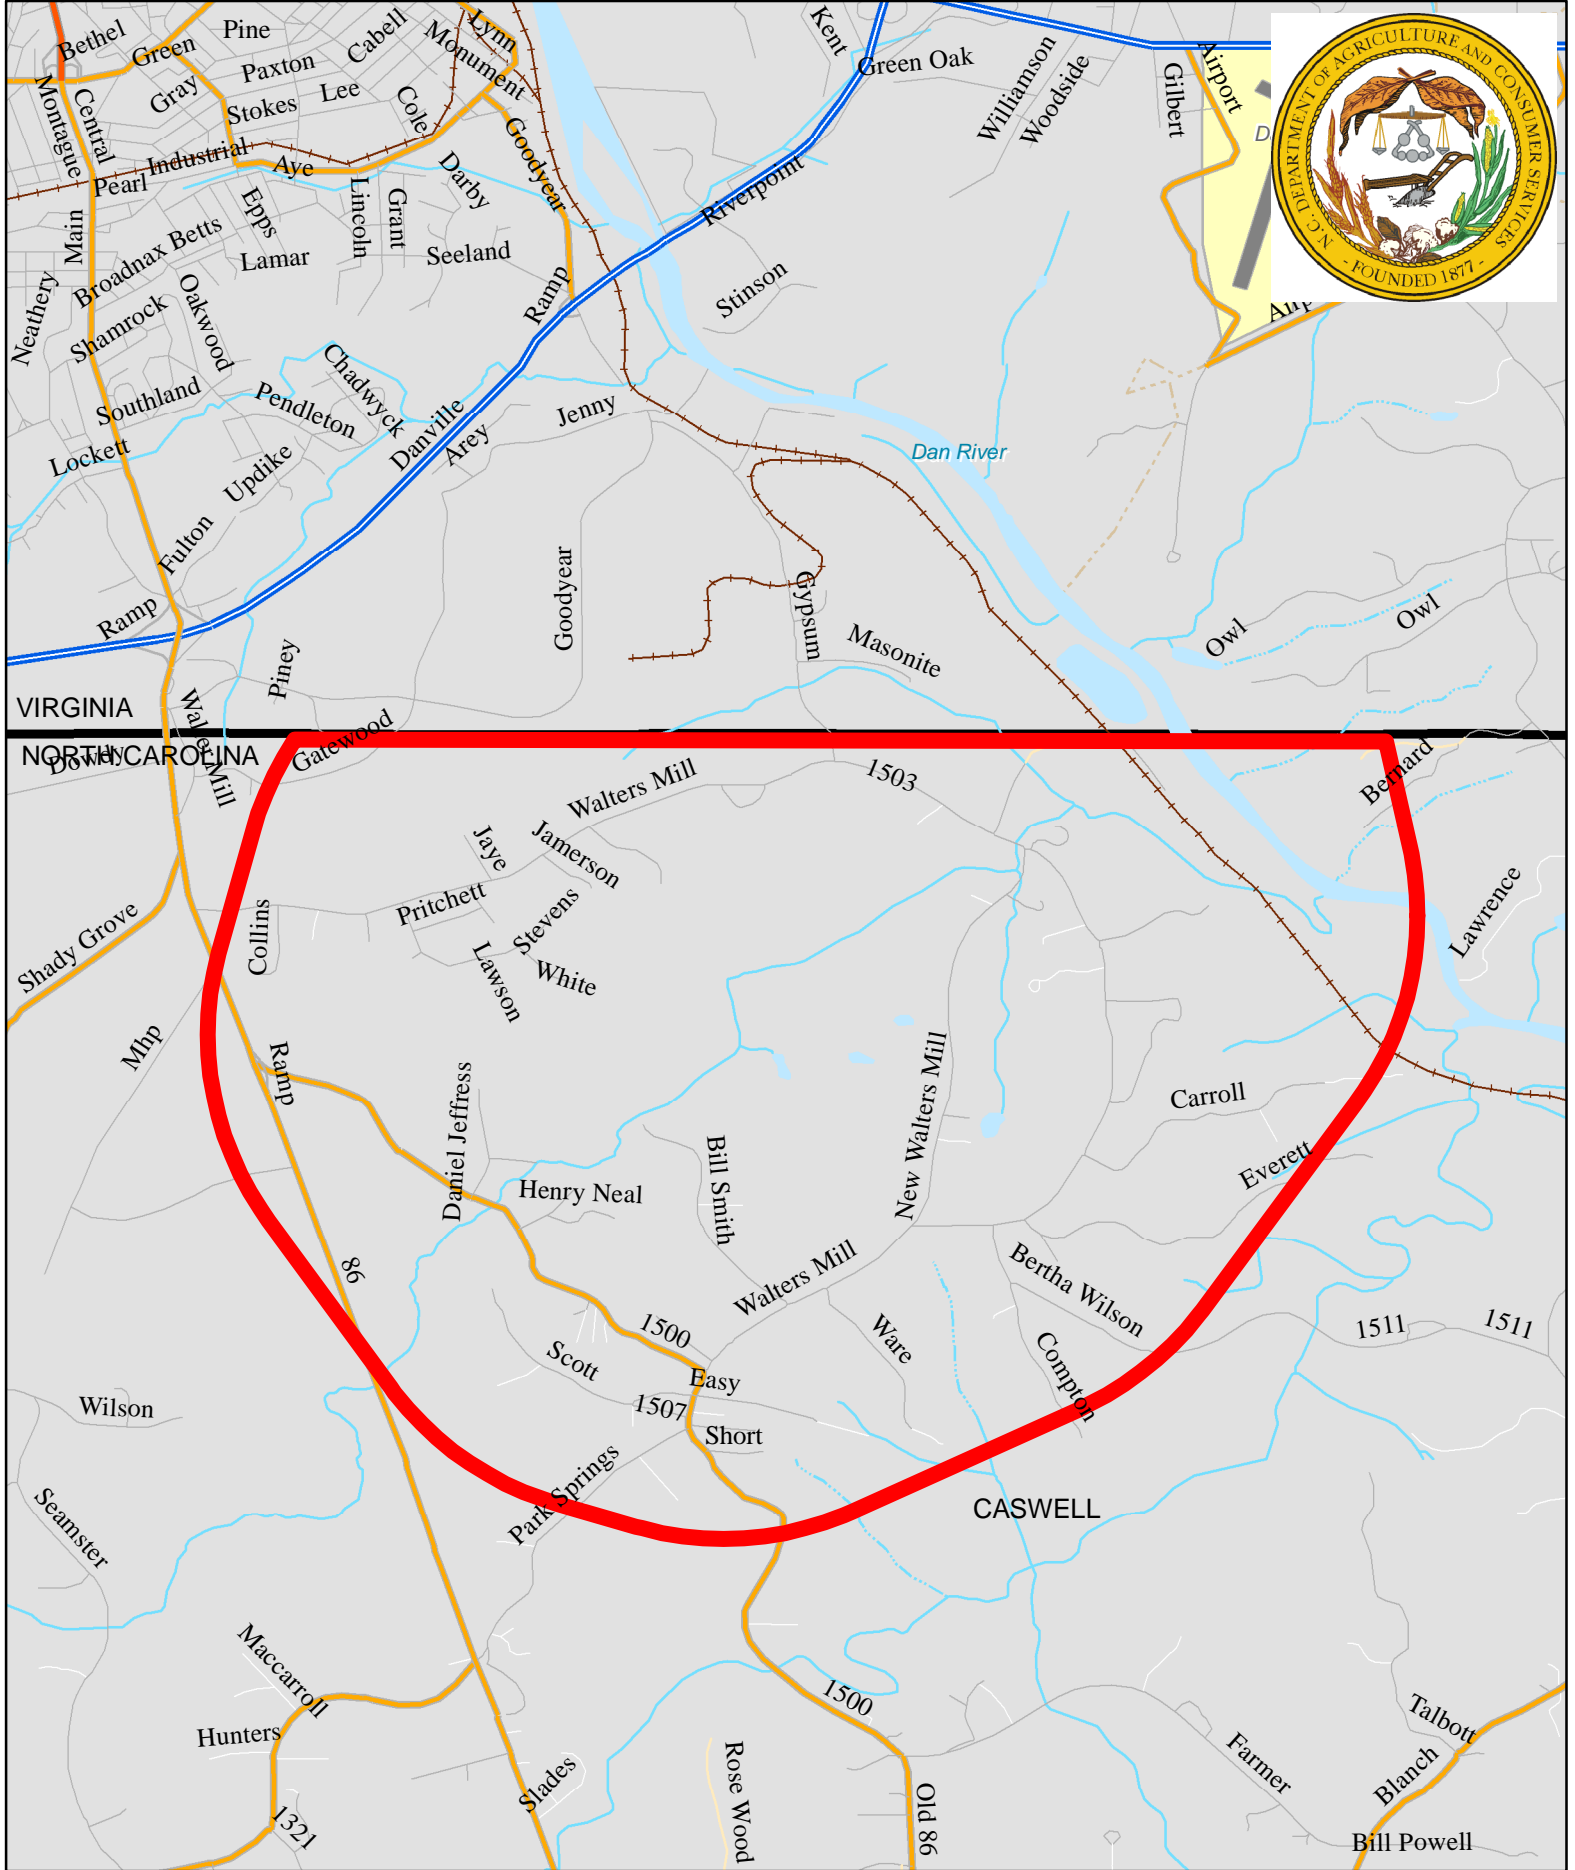 Bethel
Green
Pine
Cabell
Lynn
Monument
Kent
Green Oak
Williamson
Woodside
Gilbert
Airport
Montague
Central
Gray
Paxton
Stokes
Lee
Cole
Goodyear
Industrial
Pearl
Aye
Darby
Epps
Lincoln
Grant
Riverpoint
Main
Broadnax
Betts
Lamar
Seeland
Neathery
Shamrock
Oakwood
Ramp
Stinson
Southland
Pendleton
Chadwyck
Danville
Arey
Jenny
Lockett
Updike
Dan River
Fulton
Goodyear
Gypsum
Masonite
Owl
Owl
Ramp
Piney
N.C. DEPARTMENT OF AGRICULTURE AND CONSUMER SERVICES
- FOUNDED 1877 -
VIRGINIA
NORTH CAROLINA
Dowdy
Walter Mill
Gatewood
Walters Mill
1503
Bernard
Jaye
Jamerson
Pritchett
Stevens
Lawson
White
Collins
Shady Grove
Lawrence
Mhp
Ramp
Daniel Jeffress
Henry Neal
Bill Smith
New Walters Mill
Carroll
Everett
86
Walters Mill
Bertha Wilson
1500
Scott
Easy
Ware
Compton
1511
1511
1507
Short
Wilson
Park Springs
CASWELL
Seamster
Maccarroll
Hunters
1500
Talbott
Farmer
Blanch
Slades
Rose Wood
Old 86
1321
Bill Powell